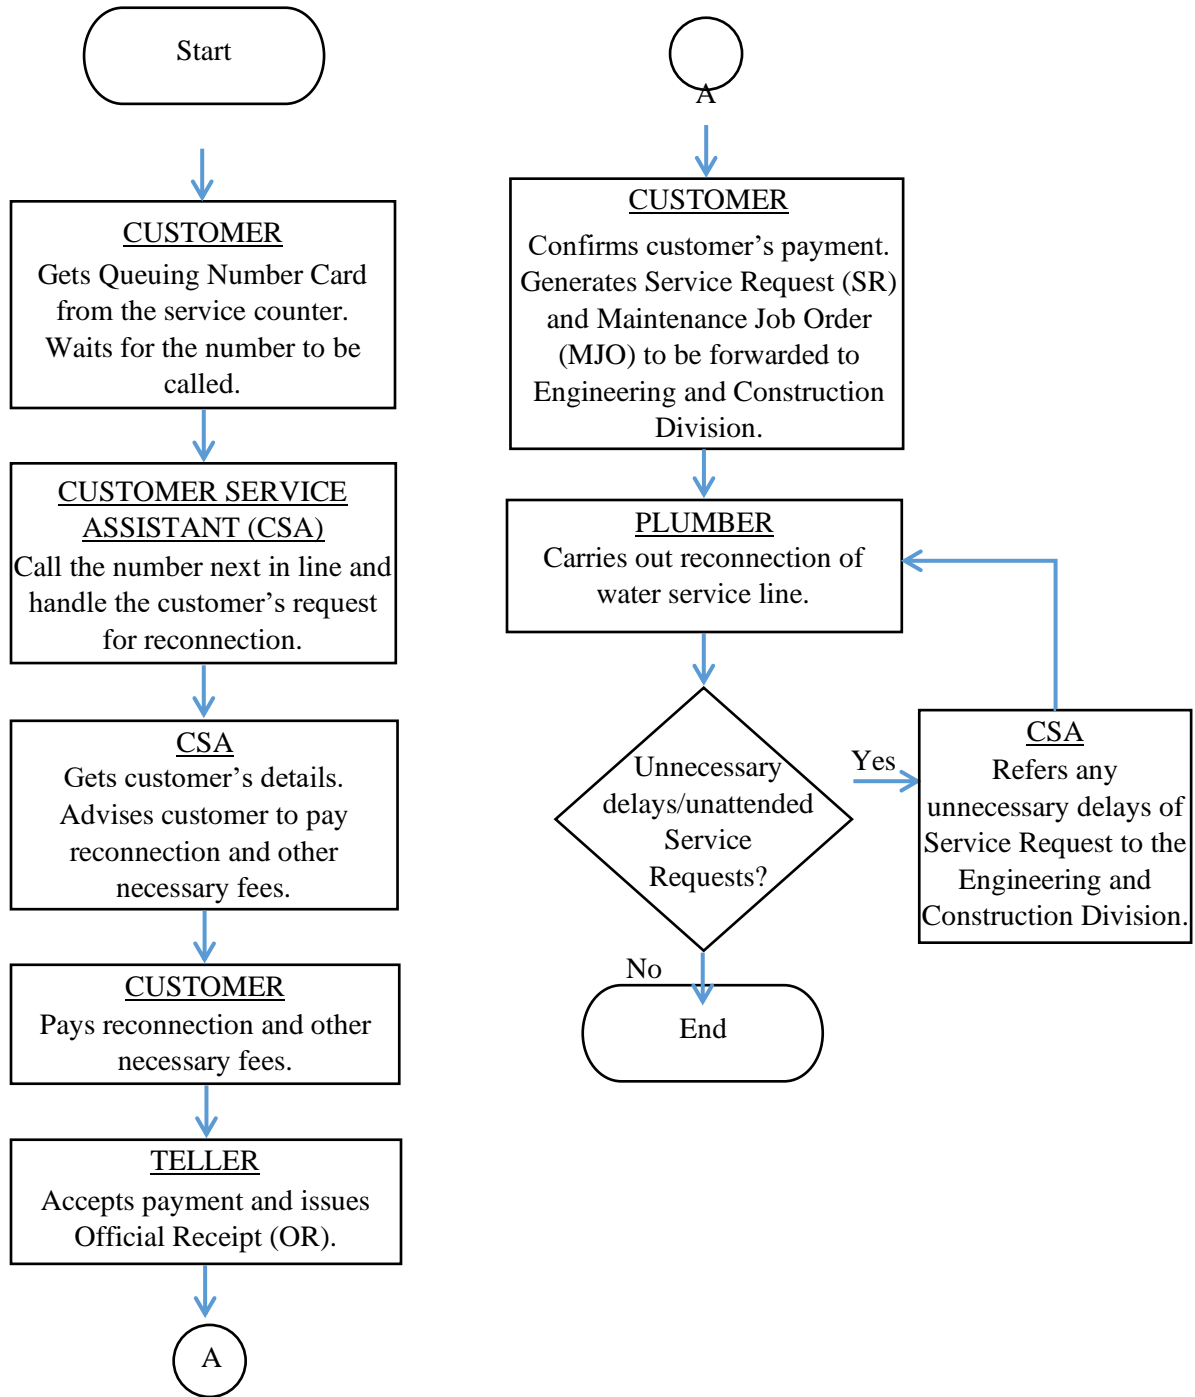 Start
CUSTOMER
Gets Queuing Number Card
from the service counter.
Waits for the number to be
called.
CUSTOMER SERVICE
ASSISTANT (CSA)
Call the number next in line and
handle the customer’s request
for reconnection.
CSA
Gets customer’s details.
Advises customer to pay
reconnection and other
necessary fees.
CUSTOMER
Pays reconnection and other
necessary fees.
TELLER
Accepts payment and issues
Official Receipt (OR).
A
A
CUSTOMER
Confirms customer’s payment.
Generates Service Request (SR)
and Maintenance Job Order
(MJO) to be forwarded to
Engineering and Construction
Division.
PLUMBER
Carries out reconnection of
water service line.
Unnecessary
delays/unattended
Service
Requests?
Yes
CSA
Refers any
unnecessary delays of
Service Request to the
Engineering and
Construction Division.
No
End